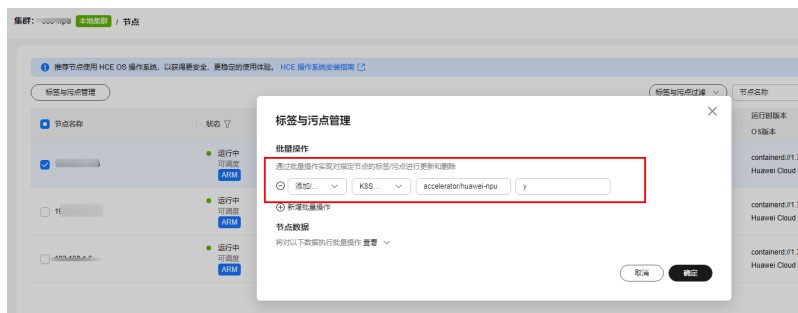 集群: 本地集群 / 节点
推荐节点使用 HCE OS 操作系统，以获得更安全、更稳定的使用体验。 HCE 操作系统安装指南
标签与污点管理
标签与污点过滤 节点名称
节点名称 状态 运行时版本
OS版本
运行中
可调度
ARM
containerd://1.
Huawei Cloud
运行中
可调度
ARM
containerd://1.
Huawei Cloud
运行中
可调度
ARM
containerd://1.
Huawei Cloud
标签与污点管理
批量操作
通过批量操作实现对指定节点的标签/污点进行更新和删除
添加/... K8S... accelerator/huawei-npu y
新增批量操作
节点数据
将对以下数据执行批量操作 查看
取消 确定